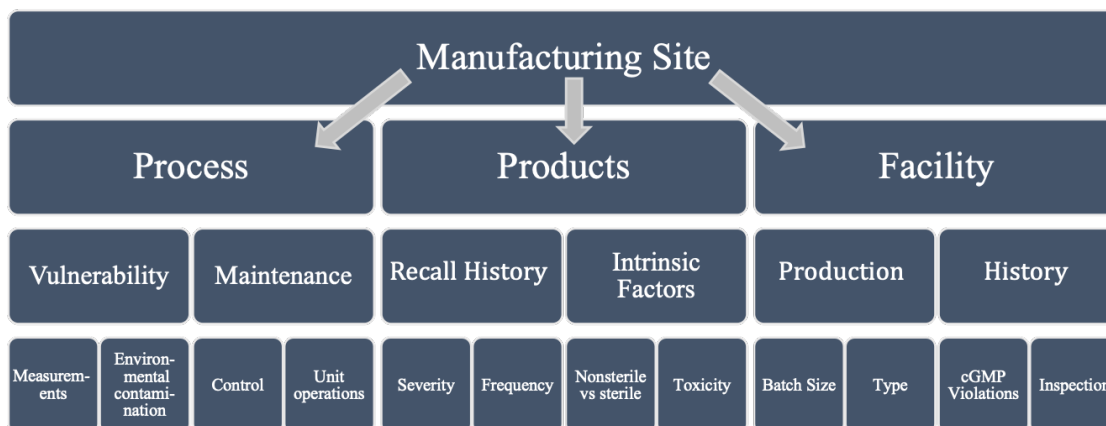 Manufacturing Site
Process
Products
Facility
Vulnerability
Maintenance
Recall History
Intrinsic
Factors
Production
History
Measurem-
ents
Environ-
mental
contami-
nation
Control
Unit
operations
Severity
Frequency
Nonsterile
vs sterile
Toxicity
Batch Size
Type
cGMP
Violations
Inspection